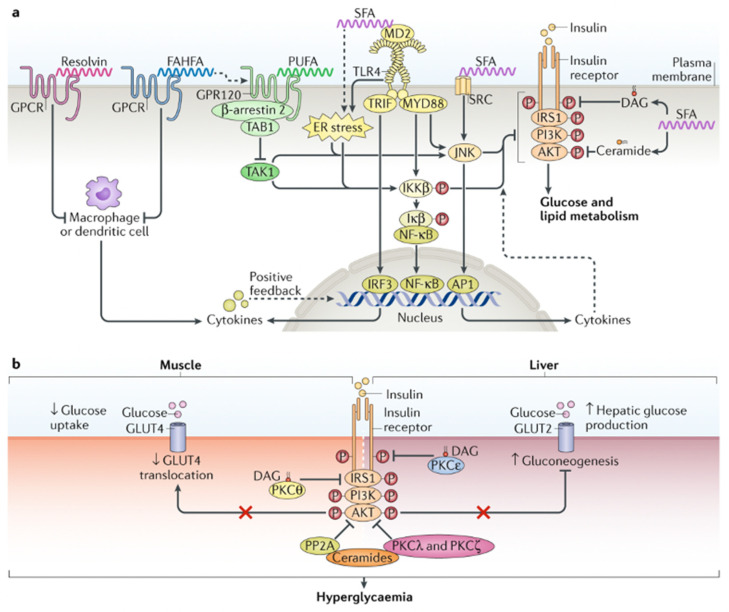 a
SFA
MD2
Insulin
Resolvin
FAHFA
PUFA
SFA
Insulin
receptor
Plasma
membrane
TLR4
GPCR
GPCR
GPR120
TRIF
MYD88
SRC
DAG
β-arrestin 2
P
P
SFA
TAB1
ER stress
IRS1
P
PI3K
P
JNK
AKT
P
Ceramide
TAK1
IKKβ
P
Glucose and
lipid metabolism
Macrophage
or dendritic cell
Iκβ
P
NF-κB
Positive
feedback
IRF3
NF-κB
AP1
Cytokines
Nucleus
Cytokines
b
Muscle
Liver
Insulin
↓ Glucose
uptake
Glucose
GLUT4
Insulin
receptor
Glucose
GLUT2
↑ Hepatic glucose
production
↓ GLUT4
translocation
P
P
DAG
PKCε
↑ Gluconeogenesis
DAG
PKCθ
IRS1
P
P
PI3K
P
P
AKT
P
PP2A
PKCλ and PKCζ
Ceramides
Hyperglycaemia